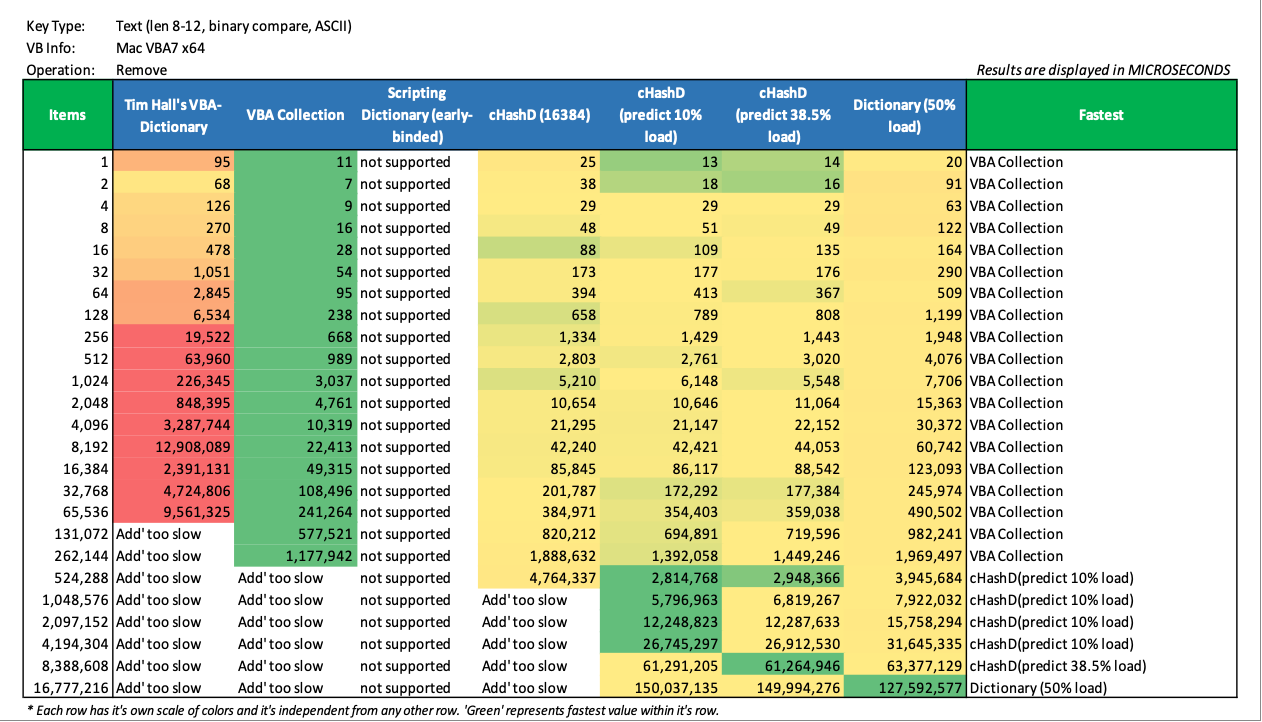 Key Type: Text (len 8-12, binary compare, ASCII)
VB Info: Mac VBA7 x64
Operation: Remove Results are displayed in MICROSECONDS
Items Tim Hall's VBA-Dictionary VBA Collection Scripting Dictionary (early-binded) cHashD (16384) cHashD (predict 10% load) cHashD (predict 38.5% load) Dictionary (50% load) Fastest
1 95 11 not supported 25 13 14 20 VBA Collection
2 68 7 not supported 38 18 16 91 VBA Collection
4 126 9 not supported 29 29 29 63 VBA Collection
8 270 16 not supported 48 51 49 122 VBA Collection
16 478 28 not supported 88 109 135 164 VBA Collection
32 1,051 54 not supported 173 177 176 290 VBA Collection
64 2,845 95 not supported 394 413 367 509 VBA Collection
128 6,534 238 not supported 658 789 808 1,199 VBA Collection
256 19,522 668 not supported 1,334 1,429 1,443 1,948 VBA Collection
512 63,960 989 not supported 2,803 2,761 3,020 4,076 VBA Collection
1,024 226,345 3,037 not supported 5,210 6,148 5,548 7,706 VBA Collection
2,048 848,395 4,761 not supported 10,654 10,646 11,064 15,363 VBA Collection
4,096 3,287,744 10,319 not supported 21,295 21,147 22,152 30,372 VBA Collection
8,192 12,908,089 22,413 not supported 42,240 42,421 44,053 60,742 VBA Collection
16,384 2,391,131 49,315 not supported 85,845 86,117 88,542 123,093 VBA Collection
32,768 4,724,806 108,496 not supported 201,787 172,292 177,384 245,974 VBA Collection
65,536 9,561,325 241,264 not supported 384,971 354,403 359,038 490,502 VBA Collection
131,072 Add' too slow 577,521 not supported 820,212 694,891 719,596 982,241 VBA Collection
262,144 Add' too slow 1,177,942 not supported 1,888,632 1,392,058 1,449,246 1,969,497 VBA Collection
524,288 Add' too slow Add' too slow not supported 4,764,337 2,814,768 2,948,366 3,945,684 cHashD(predict 10% load)
1,048,576 Add' too slow Add' too slow not supported Add' too slow 5,796,963 6,819,267 7,922,032 cHashD(predict 10% load)
2,097,152 Add' too slow Add' too slow not supported Add' too slow 12,248,823 12,287,633 15,758,294 cHashD(predict 10% load)
4,194,304 Add' too slow Add' too slow not supported Add' too slow 26,745,297 26,912,530 31,645,335 cHashD(predict 10% load)
8,388,608 Add' too slow Add' too slow not supported Add' too slow 61,291,205 61,264,946 63,377,129 cHashD(predict 38.5% load)
16,777,216 Add' too slow Add' too slow not supported Add' too slow 150,037,135 149,994,276 127,592,577 Dictionary (50% load)
* Each row has it's own scale of colors and it's independent from any other row. 'Green' represents fastest value within it's row.